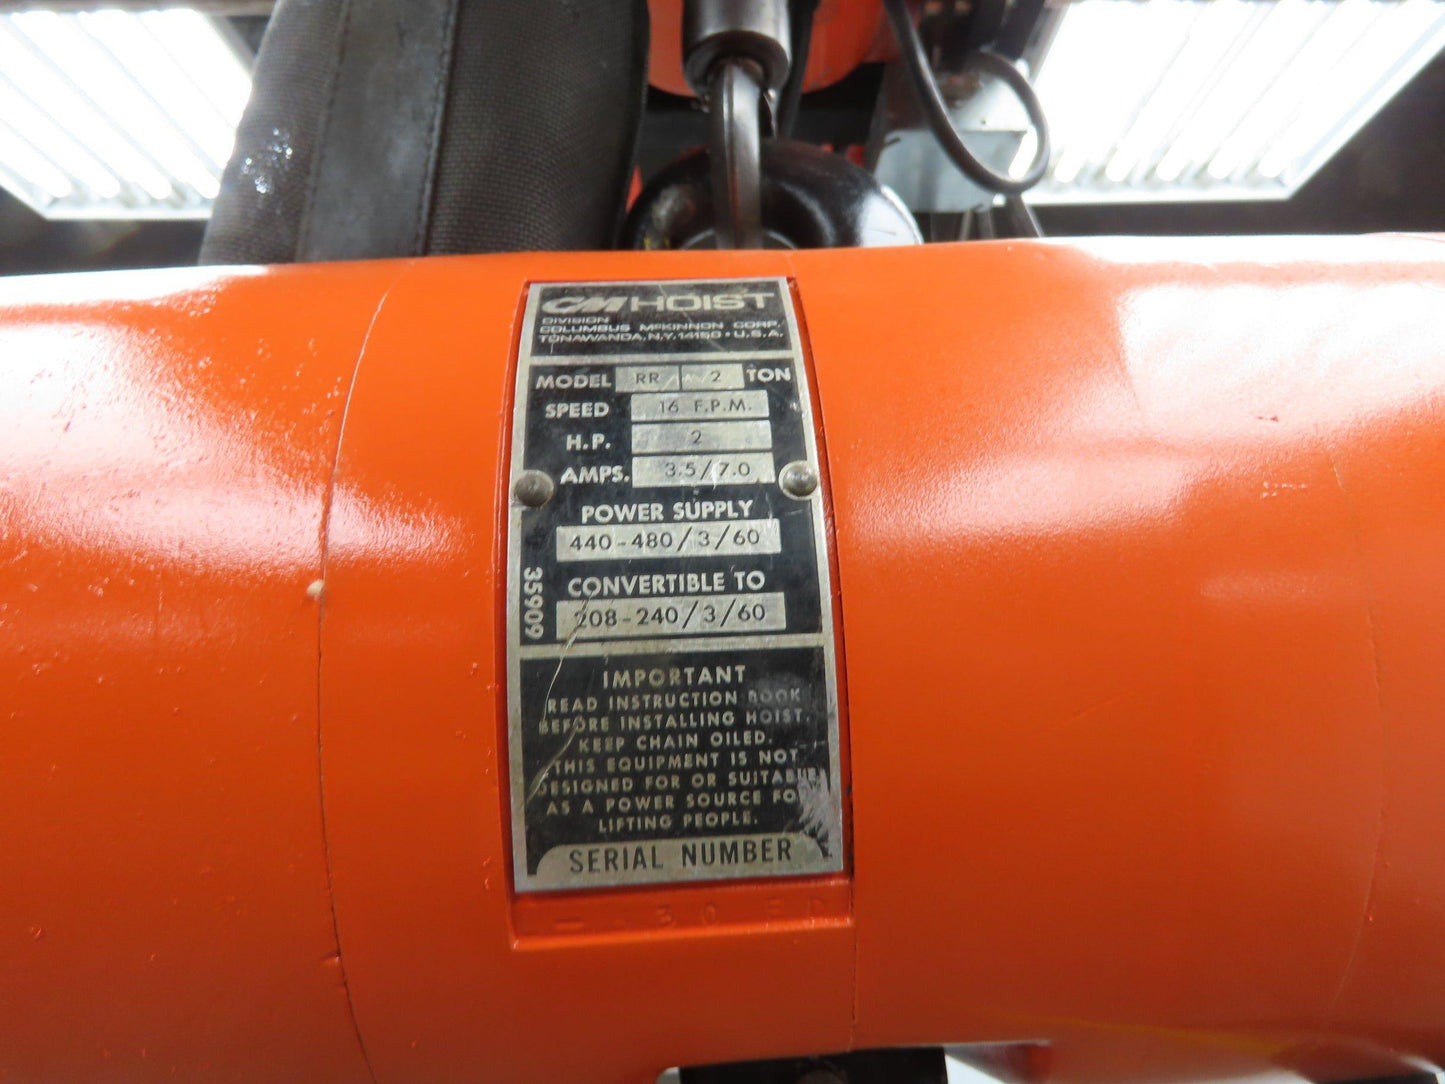 CM HOIST
DIVISION
COLUMBUS McKINNON CORP.
TONAWANDA, N.Y. 14150 • U.S.A.
MODEL RR 2 TON
SPEED 16 F.P.M.
H.P. 2
AMPS. 3.5/7.0
POWER SUPPLY
440-480/3/60
CONVERTIBLE TO
208-240/3/60
35909
IMPORTANT
READ INSTRUCTION BOOK
BEFORE INSTALLING HOIST.
KEEP CHAIN OILED.
THIS EQUIPMENT IS NOT
DESIGNED FOR OR SUITABLE
AS A POWER SOURCE FOR
LIFTING PEOPLE.
SERIAL NUMBER